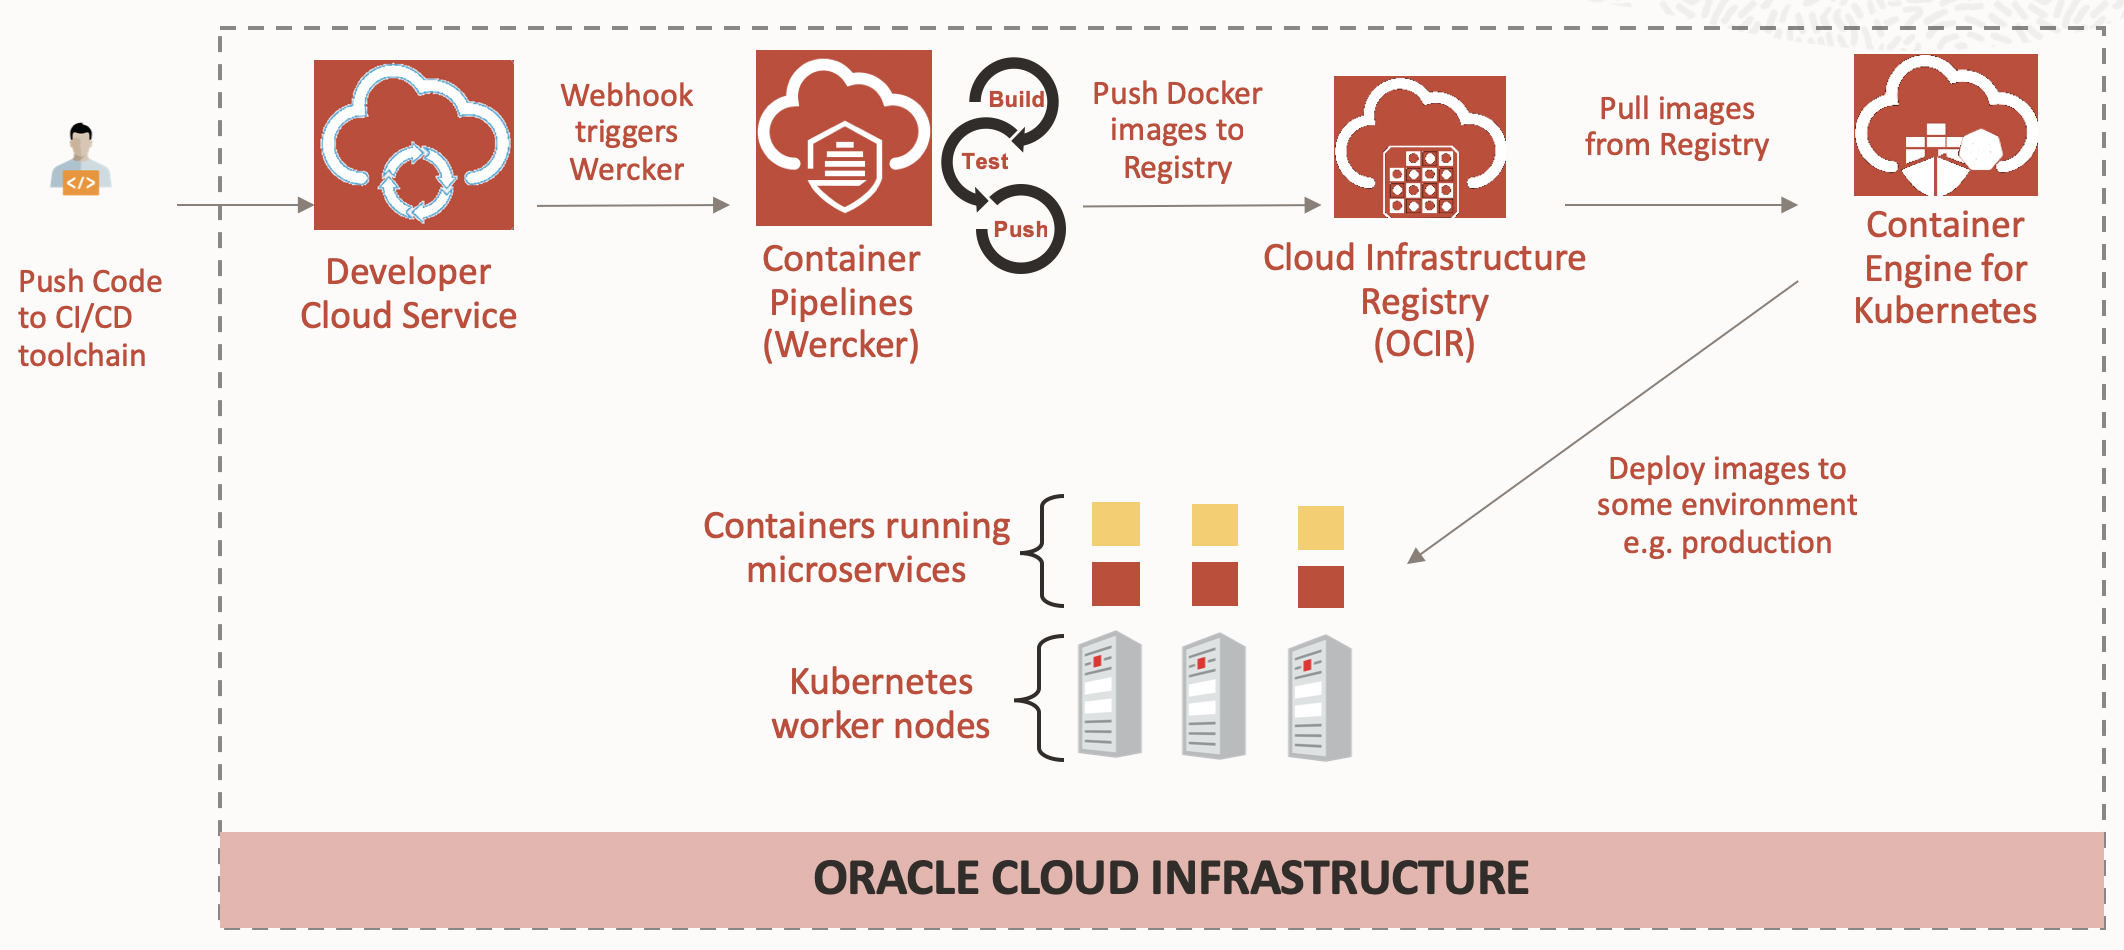 Push Code
to CI/CD
toolchain
</>
Developer
Cloud Service
Webhook
triggers
Wercker
Container
Pipelines
(Wercker)
Build
Test
Push
Push Docker
images to
Registry
Cloud Infrastructure
Registry
(OCIR)
Pull images
from Registry
Container
Engine for
Kubernetes
Deploy images to
some environment
e.g. production
Containers running
microservices
Kubernetes
worker nodes
ORACLE CLOUD INFRASTRUCTURE